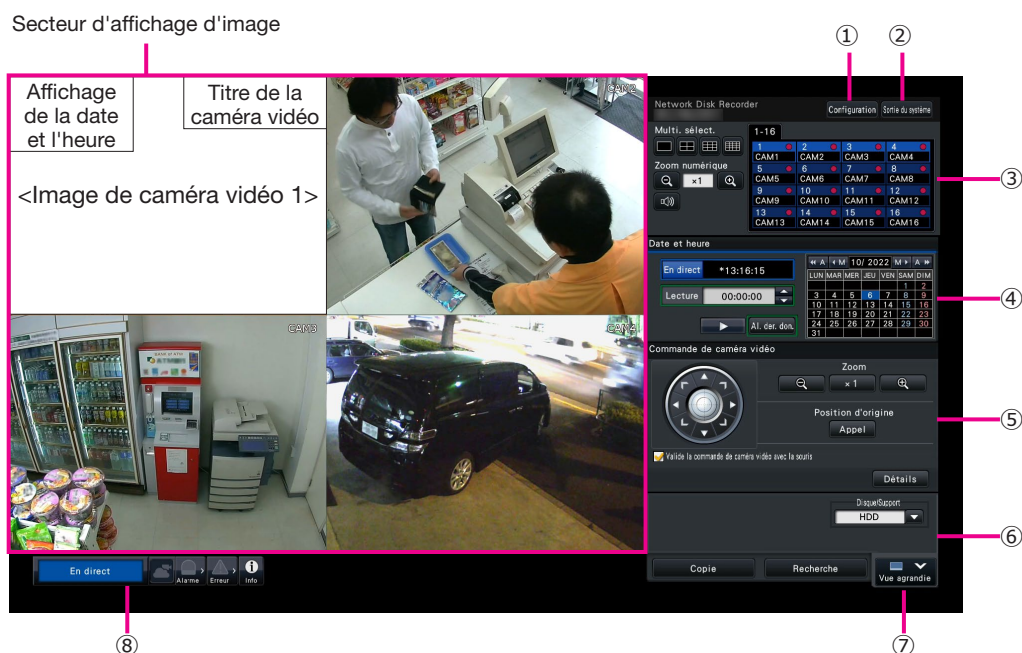 Secteur d'affichage d'image
① ②
Affichage
de la date
et l'heure
Titre de la
caméra vidéo
<Image de caméra vidéo 1>
CAM2
CAM3
CAM4
Network Disk Recorder
Configuration
Sortie du système
Multi. sélect.
1-16
1 2 3 4
CAM1 CAM2 CAM3 CAM4
5 6 7 8
CAM5 CAM6 CAM7 CAM8
9 10 11 12
CAM9 CAM10 CAM11 CAM12
13 14 15 16
CAM13 CAM14 CAM15 CAM16
Zoom numérique
×1
③
Date et heure
En direct *13:16:15
Lecture 00:00:00
Al. der. don.
A M 10/ 2022 M A
LUN MAR MER JEU VEN SAM DIM
1 2
3 4 5 6 7 8 9
10 11 12 13 14 15 16
17 18 19 20 21 22 23
24 25 26 27 28 29 30
31
④
Commande de caméra vidéo
Zoom
×1
Position d'origine
Appel
⑤
Valide la commande de caméra vidéo avec la souris
Détails
Disque/Support
HDD
⑥
Copie
Recherche
Vue agrandie
En direct
Alarme
Erreur
Info
⑧ ⑦